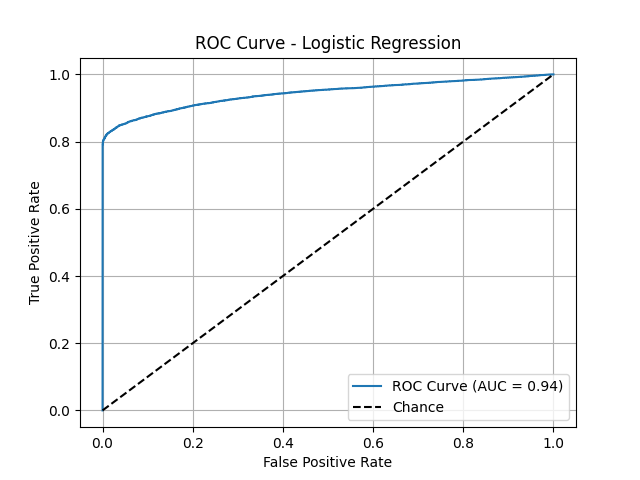 ROC Curve - Logistic Regression
1.0
0.8
0.6
0.4
0.2
0.0
True Positive Rate
ROC Curve (AUC = 0.94)
Chance
0.0 0.2 0.4 0.6 0.8 1.0
False Positive Rate